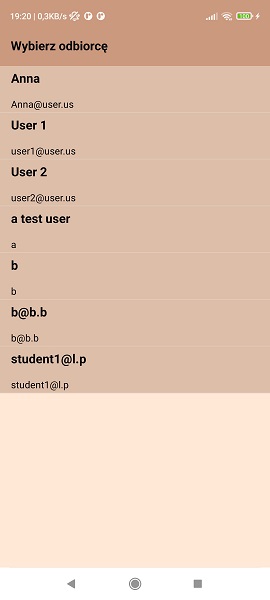 19:20 | 0,3KB/s
100
Wybierz odbiorcę
Anna
Anna@user.us
User 1
user1@user.us
User 2
user2@user.us
a test user
a
b
b
b@b.b
b@b.b
student1@l.p
student1@l.p